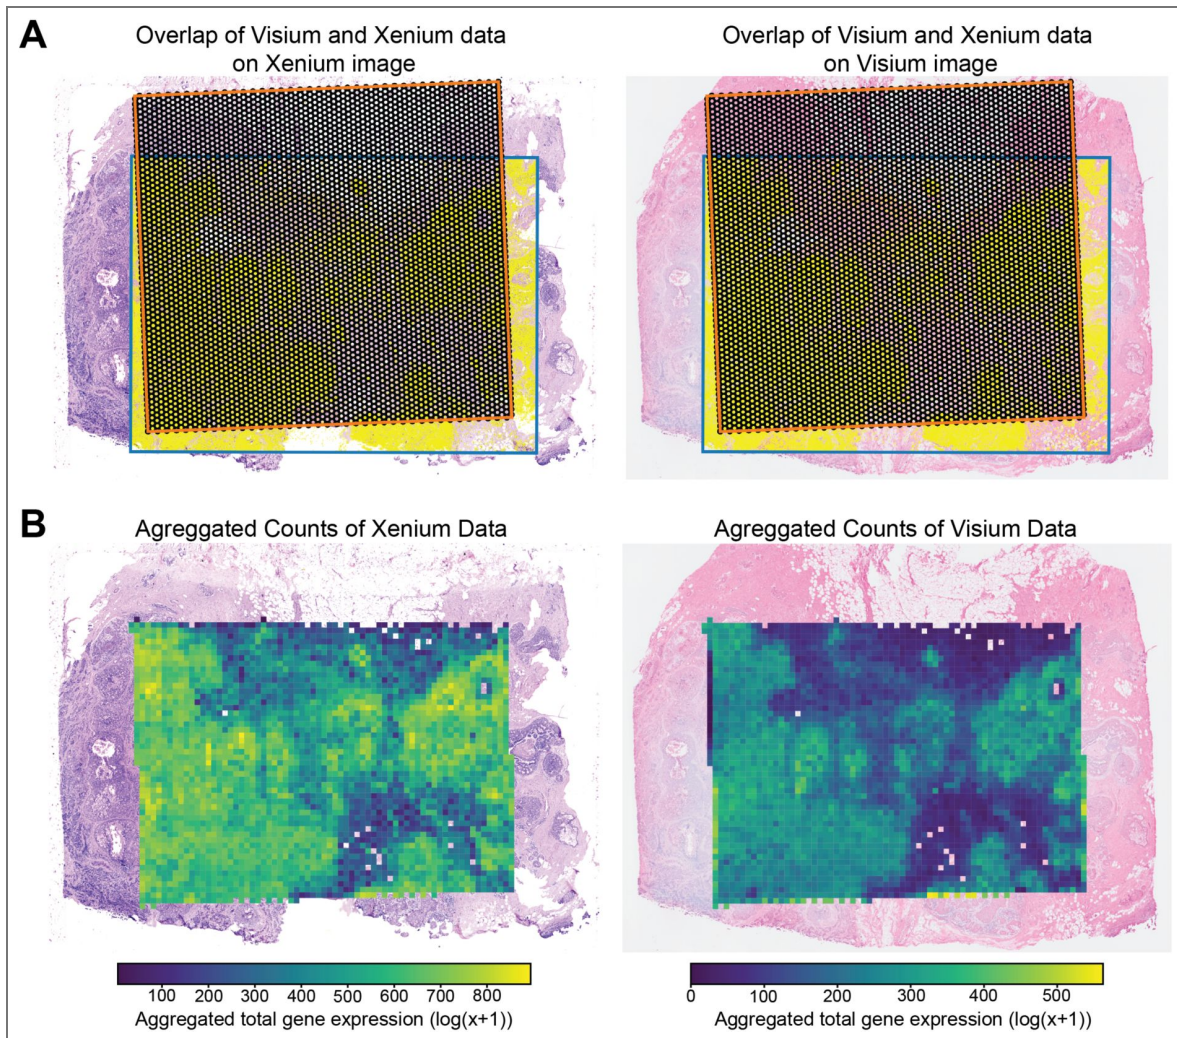 A
Overlap of Visium and Xenium data
on Xenium image
Overlap of Visium and Xenium data
on Visium image
B
Agreggated Counts of Xenium Data
Agreggated Counts of Visium Data
100 200 300 400 500 600 700 800
Aggregated total gene expression (log(x+1))
0 100 200 300 400 500
Aggregated total gene expression (log(x+1))